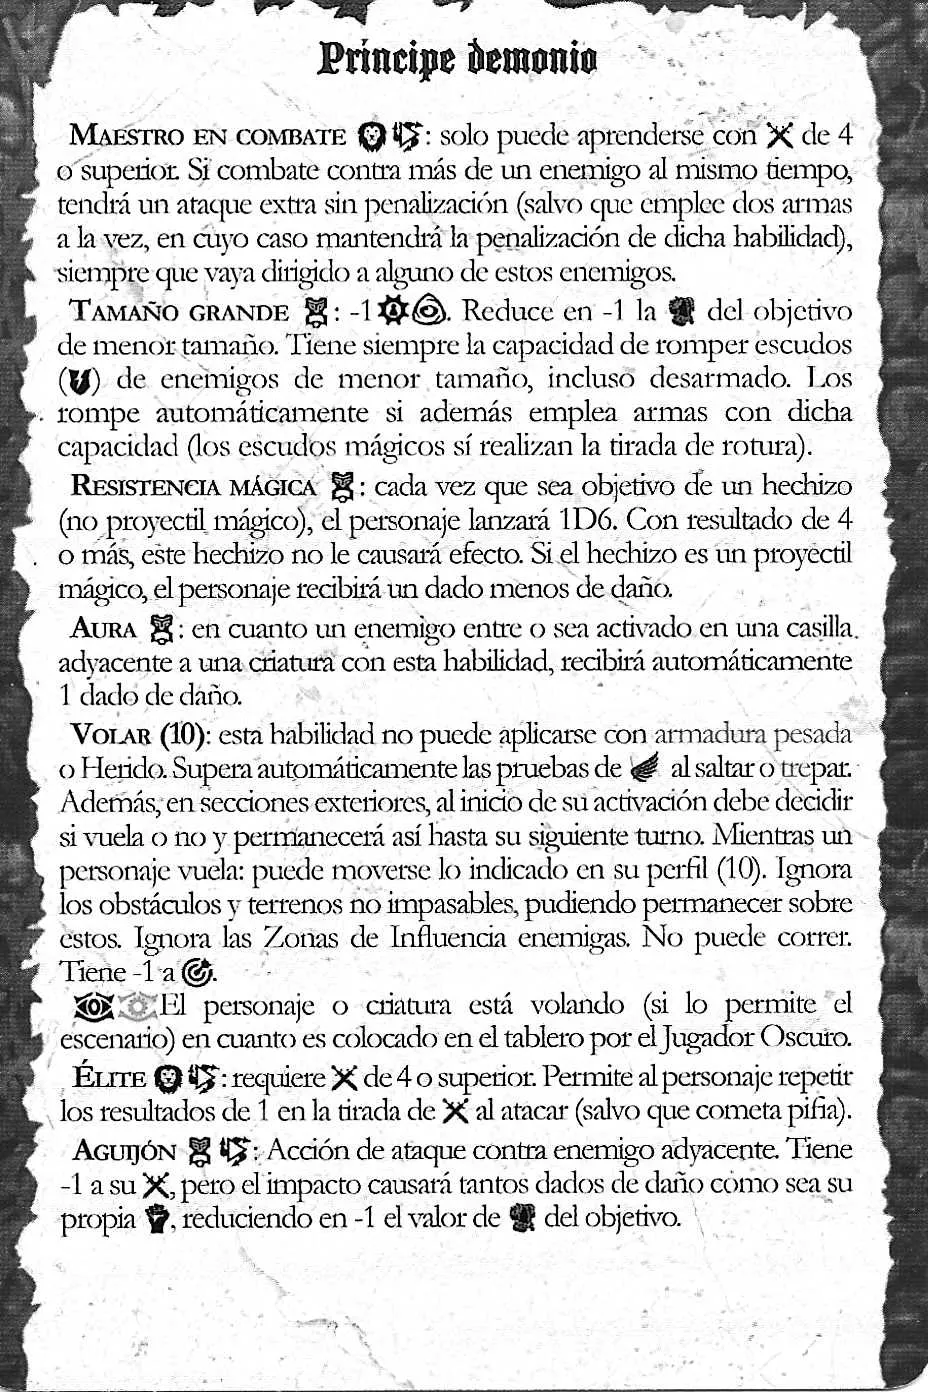 Príncipe demonio
MAESTRO EN COMBATE : solo puede aprenderse con de 4
o superior. Si combate contra más de un enemigo al mismo tiempo,
tendrá un ataque extra sin penalización (salvo que emplee dos armas
a la vez, en cuyo caso mantendrá la penalización de dicha habilidad),
siempre que vaya dirigido a alguno de estos enemigos.
TAMAÑO GRANDE : -1 . Reduce en -1 la del objetivo
de menor tamaño. Tiene siempre la capacidad de romper escudos
( ) de enemigos de menor tamaño, incluso desarmado. Los
rompe automáticamente si además emplea armas con dicha
capacidad (los escudos mágicos sí realizan la tirada de rotura).
RESISTENCIA MÁGICA : cada vez que sea objetivo de un hechizo
(no proyectil mágico), el personaje lanzará 1D6. Con resultado de 4
o más, este hechizo no le causará efecto. Si el hechizo es un proyectil
mágico, el personaje recibirá un dado menos de daño.
AURA : en cuanto un enemigo entre o sea activado en una casilla
adyacente a una criatura con esta habilidad, recibirá automáticamente
1 dado de daño.
VOLAR (10): esta habilidad no puede aplicarse con armadura pesada
o Herido. Supera automáticamente las pruebas de al saltar o trepar.
Además, en secciones exteriores, al inicio de su activación debe decidir
si vuela o no y permanecerá así hasta su siguiente turno. Mientras un
personaje vuela: puede moverse lo indicado en su perfil (10). Ignora
los obstáculos y terrenos no impasables, pudiendo permanecer sobre
estos. Ignora las Zonas de Influencia enemigas. No puede correr.
Tiene -1 a .
El personaje o criatura está volando (si lo permite el
escenario) en cuanto es colocado en el tablero por el Jugador Oscuro.
ÉLITE : requiere de 4 o superior. Permite al personaje repetir
los resultados de 1 en la tirada de al atacar (salvo que cometa pifia).
AGUIJÓN : Acción de ataque contra enemigo adyacente. Tiene
-1 a su , pero el impacto causará tantos dados de daño como sea su
propia , reduciendo en -1 el valor de del objetivo.